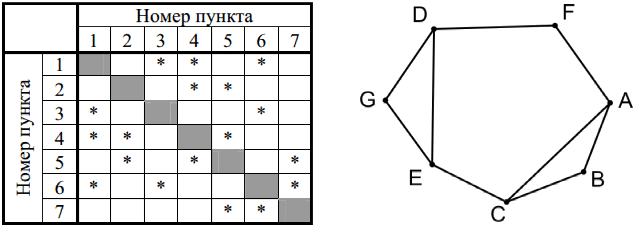 Номер пункта
1 2 3 4 5 6 7
Номер пункта
1 * * *
2 * *
3 * *
4 * * *
5 * * *
6 * * *
7 * *
D
F
G
A
E
B
C